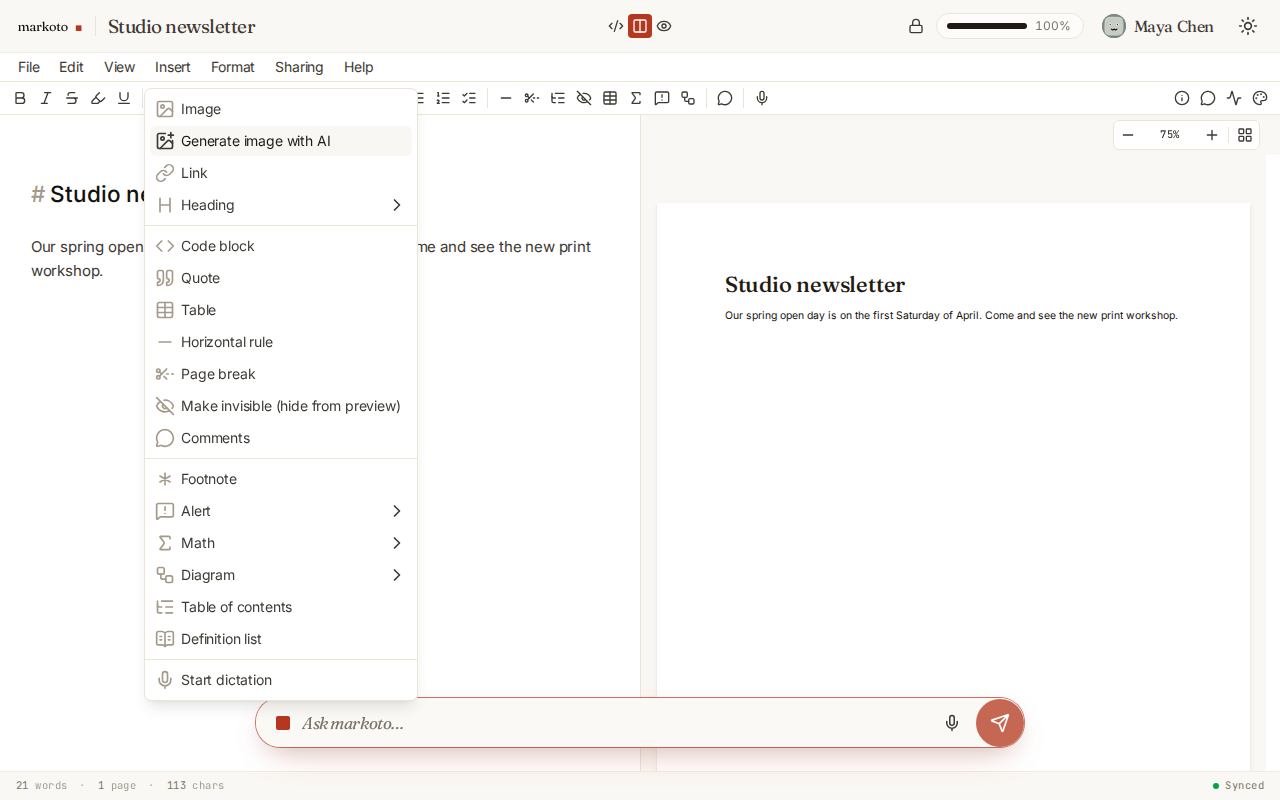 markoto
Studio newsletter
100%
Maya Chen
File Edit View Insert Format Sharing Help
75%
Image
Generate image with AI
Link
Heading
Code block
Quote
Table
Horizontal rule
Page break
Make invisible (hide from preview)
Comments
Footnote
Alert
Math
Diagram
Table of contents
Definition list
Start dictation
# Studio ne
Our spring open me and see the new print
workshop.
Studio newsletter
Our spring open day is on the first Saturday of April. Come and see the new print workshop.
Ask markoto...
21 words · 1 page · 113 chars
Synced